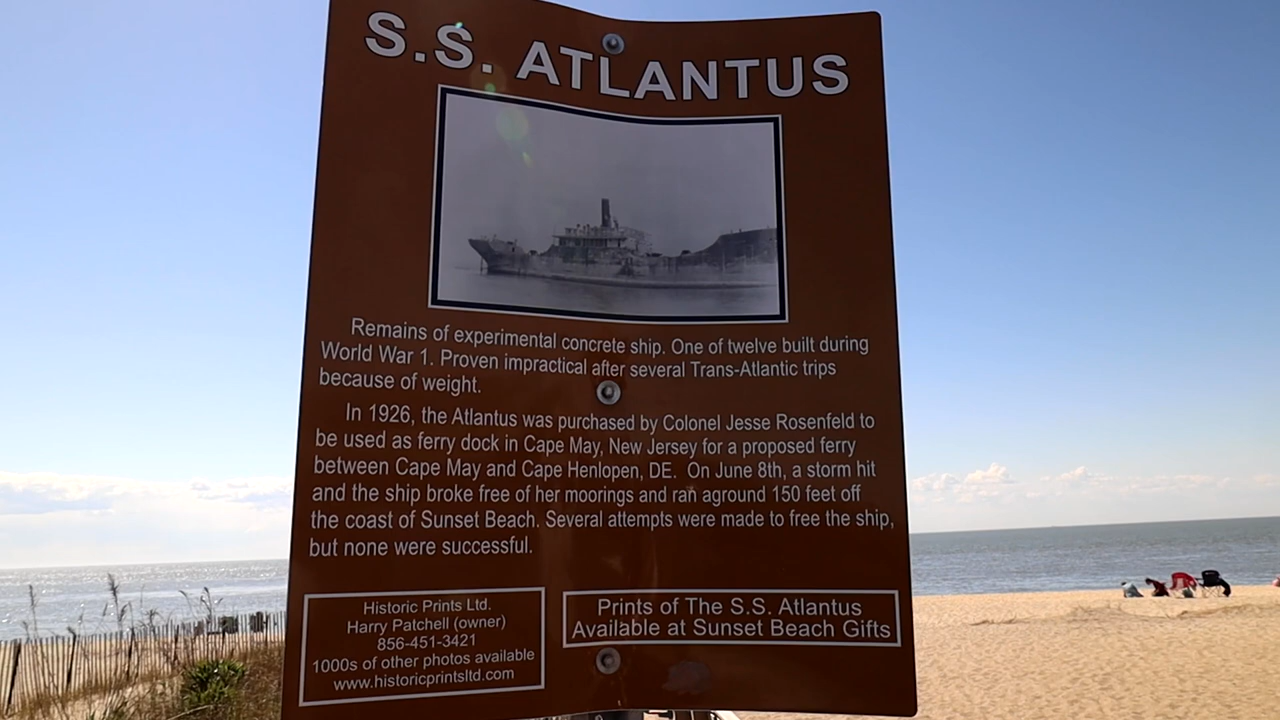 S.S. ATLANTUS
Remains of experimental concrete ship. One of twelve built during
World War 1. Proven impractical after several Trans-Atlantic trips
because of weight.
In 1926, the Atlantus was purchased by Colonel Jesse Rosenfeld to
be used as ferry dock in Cape May, New Jersey for a proposed ferry
between Cape May and Cape Henlopen, DE. On June 8th, a storm hit
and the ship broke free of her moorings and ran aground 150 feet off
the coast of Sunset Beach. Several attempts were made to free the ship,
but none were successful.
Historic Prints Ltd.
Harry Patchell (owner)
856-451-3421
1000s of other photos available
www.historicprintsltd.com
Prints of The S.S. Atlantus
Available at Sunset Beach Gifts